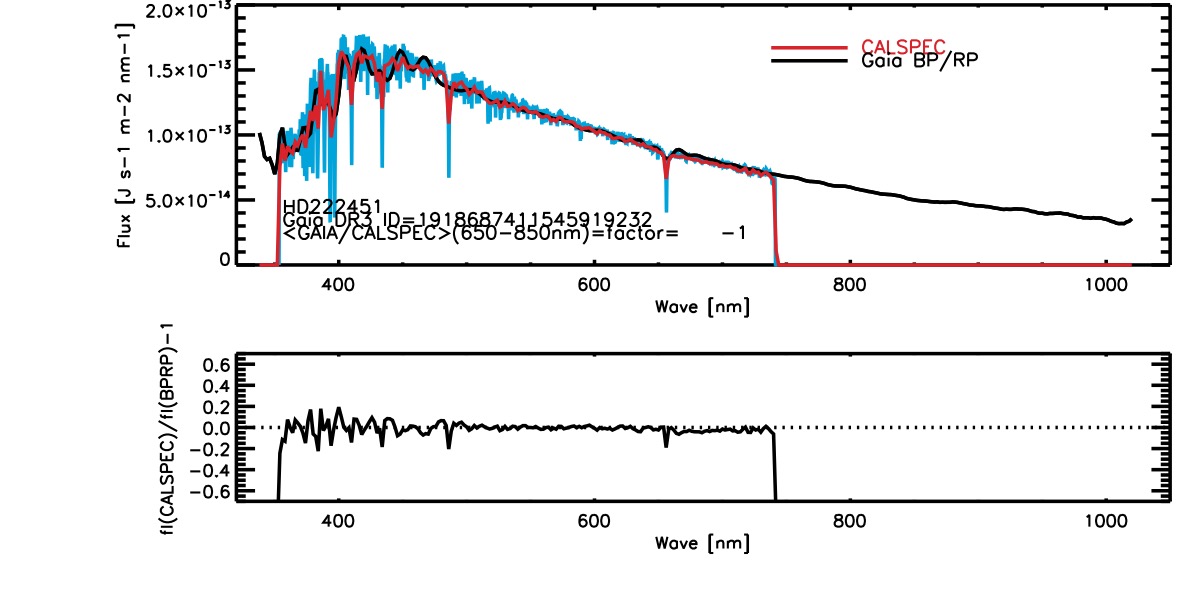 2.0×10−13
1.5×10−13
1.0×10−13
5.0×10−14
0
Flux [J s−1 m−2 nm−1]
CALSPEC
Gaia BP/RP
HD222451
Gaia DR3 ID=1918687411545919232
<GAIA/CALSPEC>(650−850nm)=factor= −1
400 600 800 1000
Wave [nm]
fl(CALSPEC)/fl(BPRP)−1
0.6
0.4
0.2
0.0
−0.2
−0.4
−0.6
400 600 800 1000
Wave [nm]